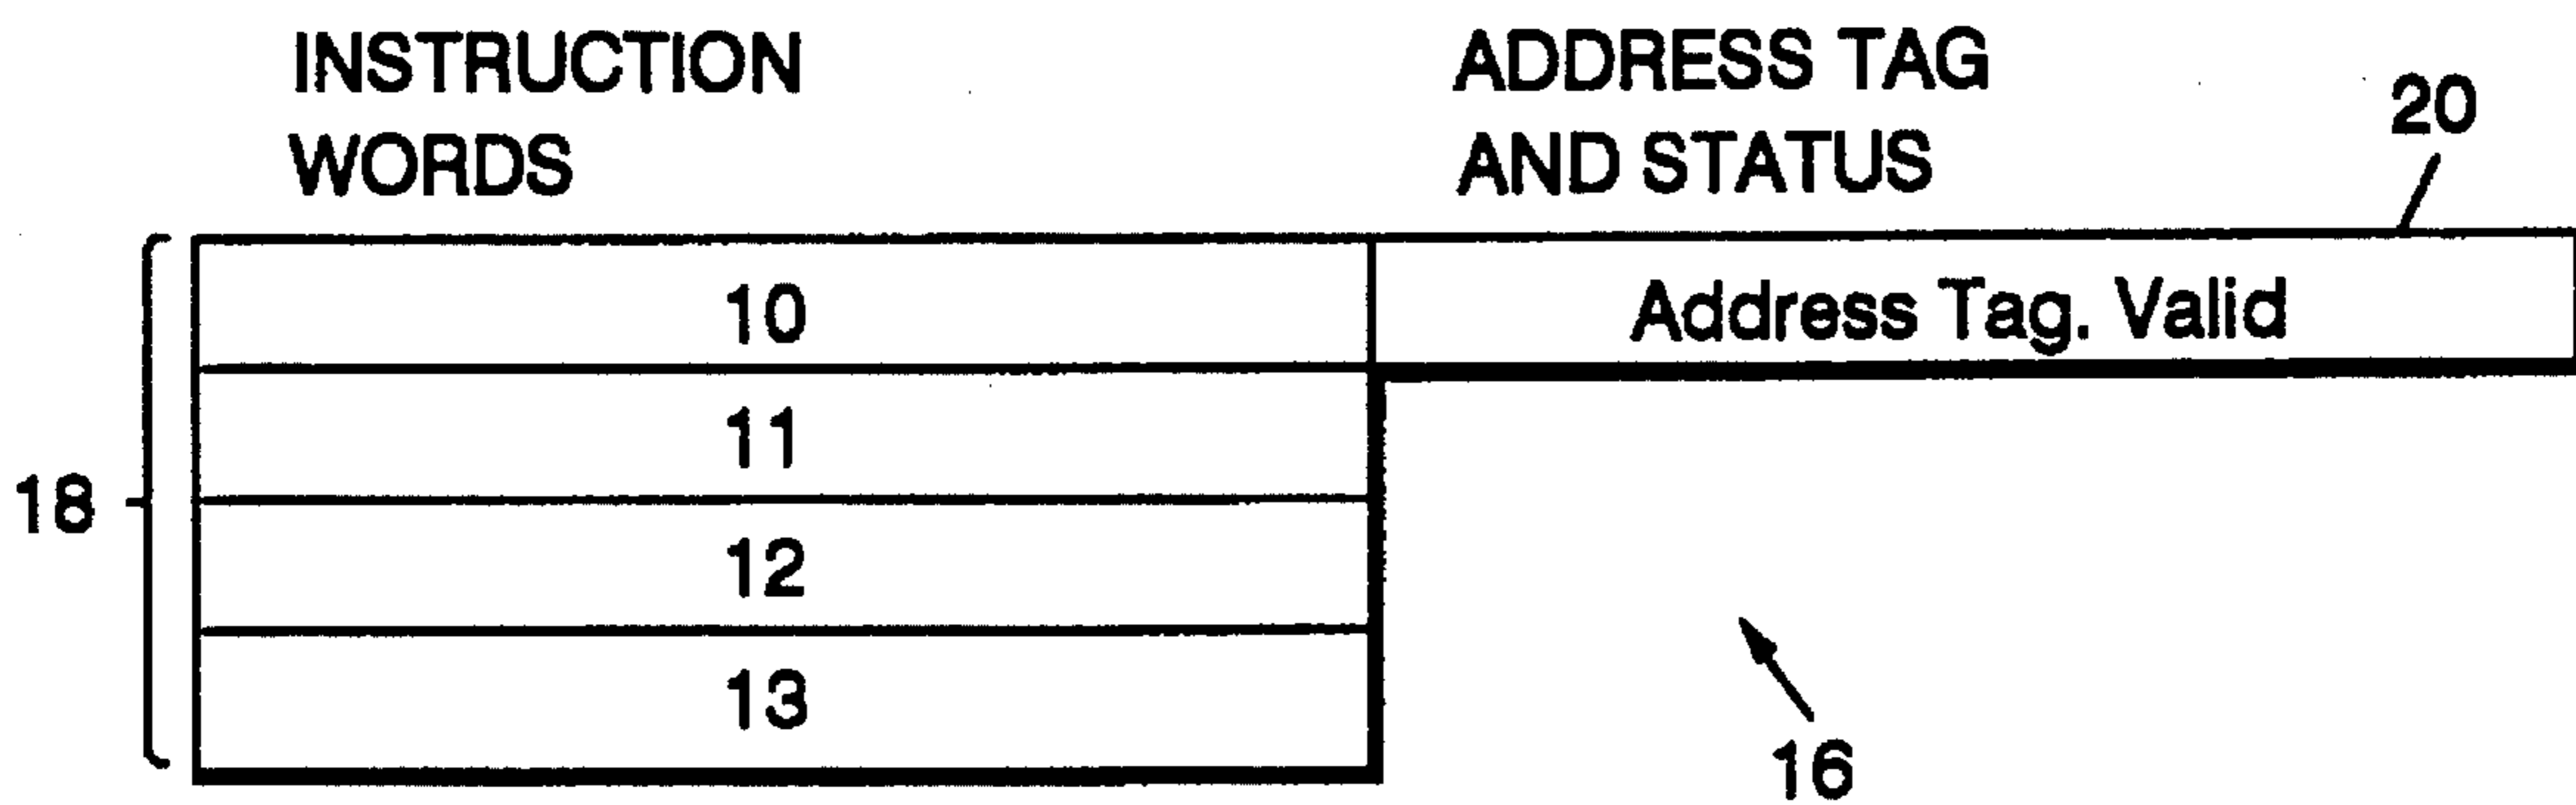 INSTRUCTION
WORDS
ADDRESS TAG
AND STATUS
20
10
Address Tag. Valid
11
18
12
13
16